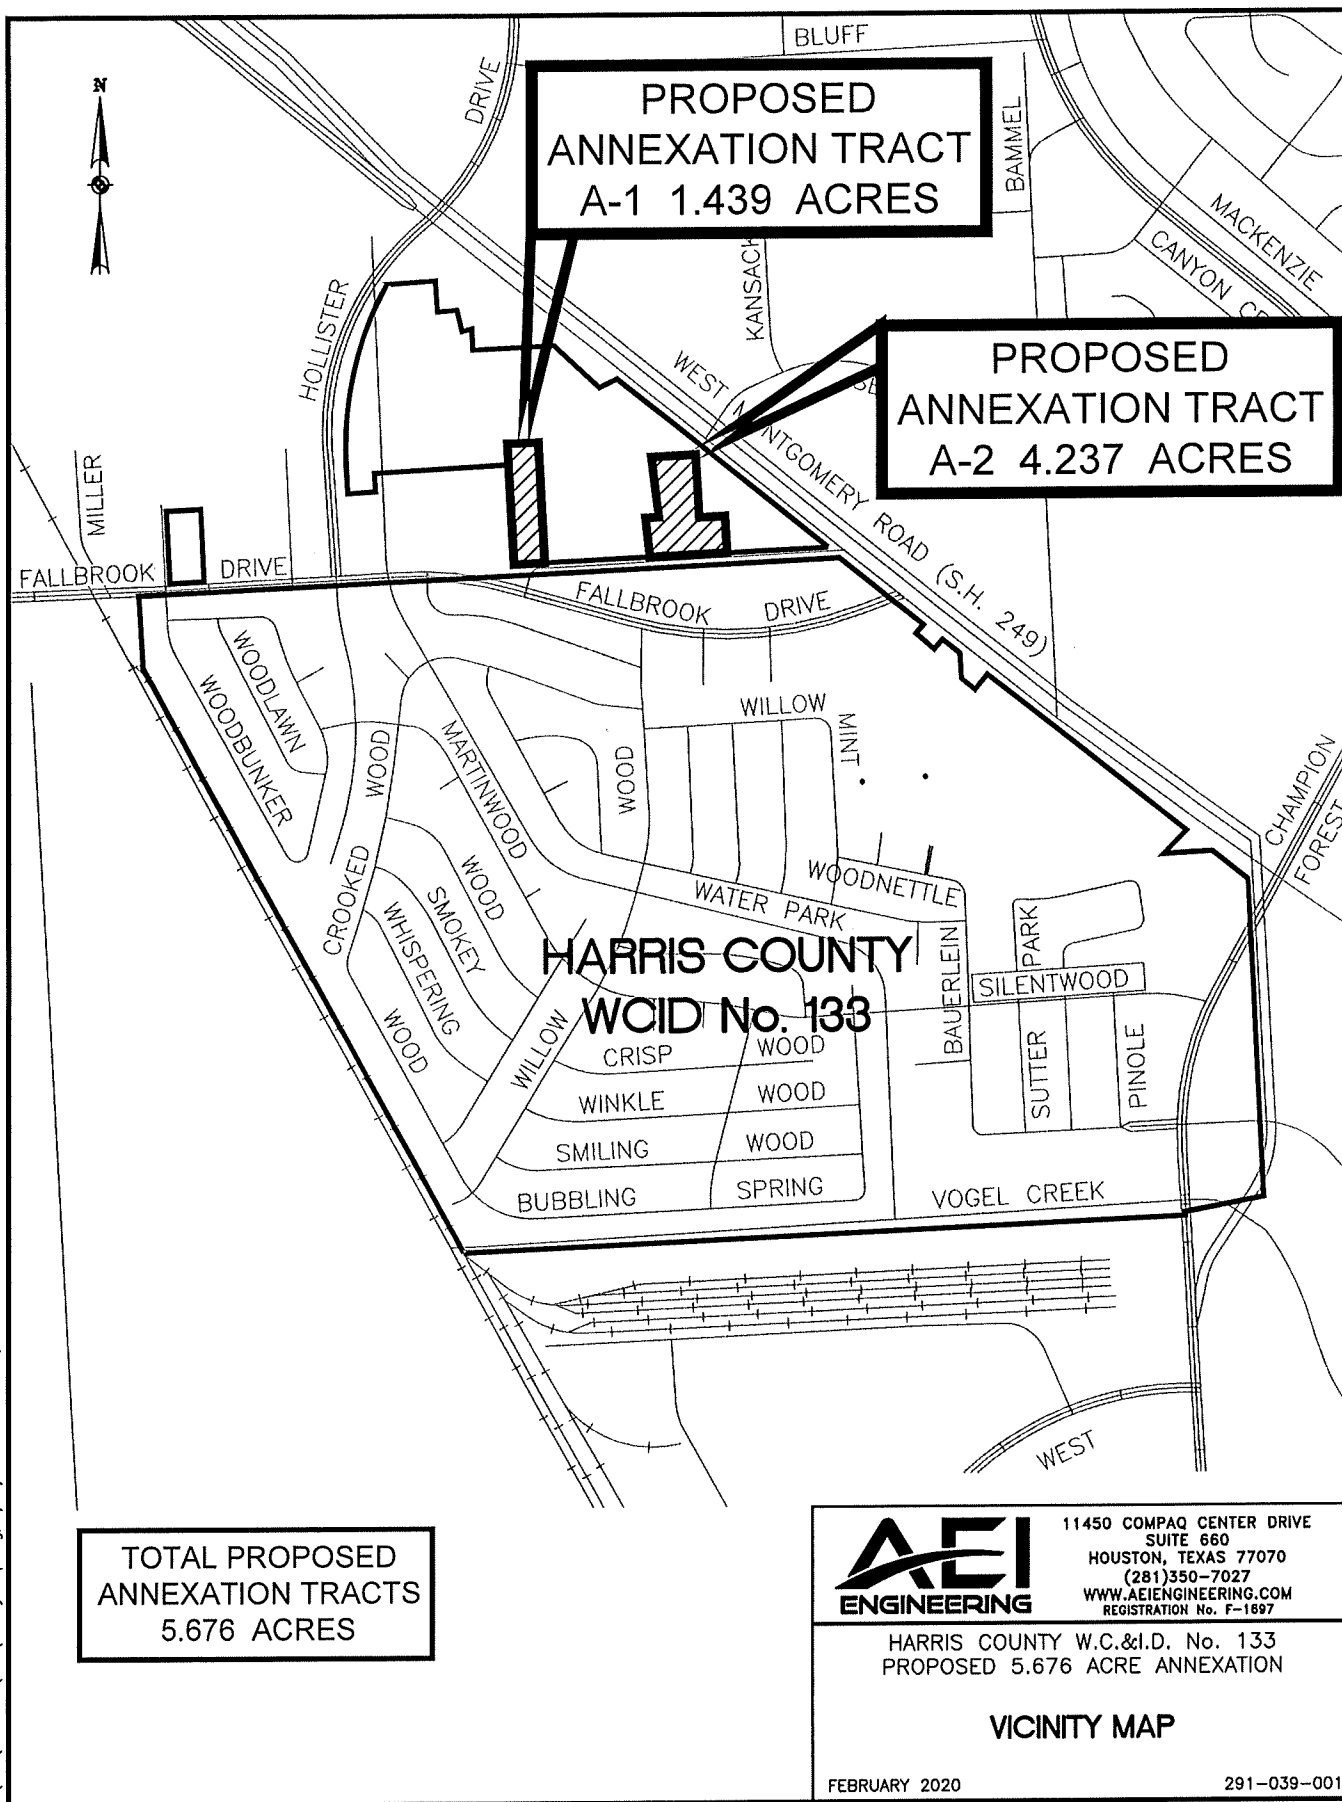 BLUFF
DRIVE
N
PROPOSED
ANNEXATION TRACT
A-1 1.439 ACRES
BAMMEL
MACKENZIE
CANYON
KANSACK
HOLLISTER
PROPOSED
ANNEXATION TRACT
A-2 4.237 ACRES
WEST MONTGOMERY ROAD (S.H. 249)
MILLER
FALLBROOK DRIVE
FALLBROOK DRIVE
WOODLAWN
WOODBUNKER
WILLOW
MINT
WOOD
MARTINWOOD
WOOD
CHAMPION
FOREST
CROOKED
WOOD
SMOKEY
WHISPERING
WOOD
WOODNETTLE
WATER PARK
HARRIS COUNTY
WCID No. 133
BAUERLEIN
PARK
SILENTWOOD
SUTTER
PINOLE
WILLOW
CRISP WOOD
WINKLE WOOD
SMILING WOOD
BUBBLING SPRING
VOGEL CREEK
WEST
TOTAL PROPOSED
ANNEXATION TRACTS
5.676 ACRES
AEI
ENGINEERING
11450 COMPAQ CENTER DRIVE
SUITE 660
HOUSTON, TEXAS 77070
(281)350-7027
WWW.AEIENGINEERING.COM
REGISTRATION No. F-1897
HARRIS COUNTY W.C.&I.D. No. 133
PROPOSED 5.676 ACRE ANNEXATION
VICINITY MAP
FEBRUARY 2020
291-039-001